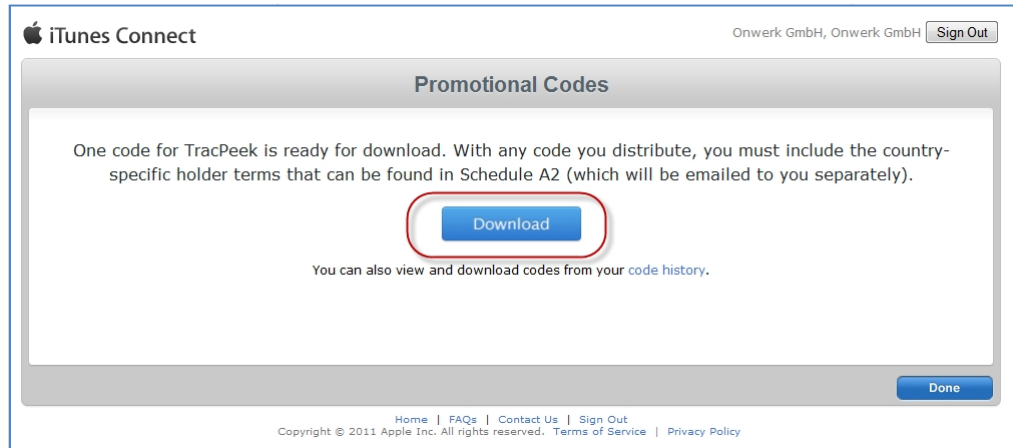 iTunes Connect
Onwerk GmbH, Onwerk GmbH Sign Out
Promotional Codes
One code for TracPeek is ready for download. With any code you distribute, you must include the country-
specific holder terms that can be found in Schedule A2 (which will be emailed to you separately).
Download
You can also view and download codes from your code history.
Done
Home | FAQs | Contact Us | Sign Out
Copyright © 2011 Apple Inc. All rights reserved. Terms of Service | Privacy Policy